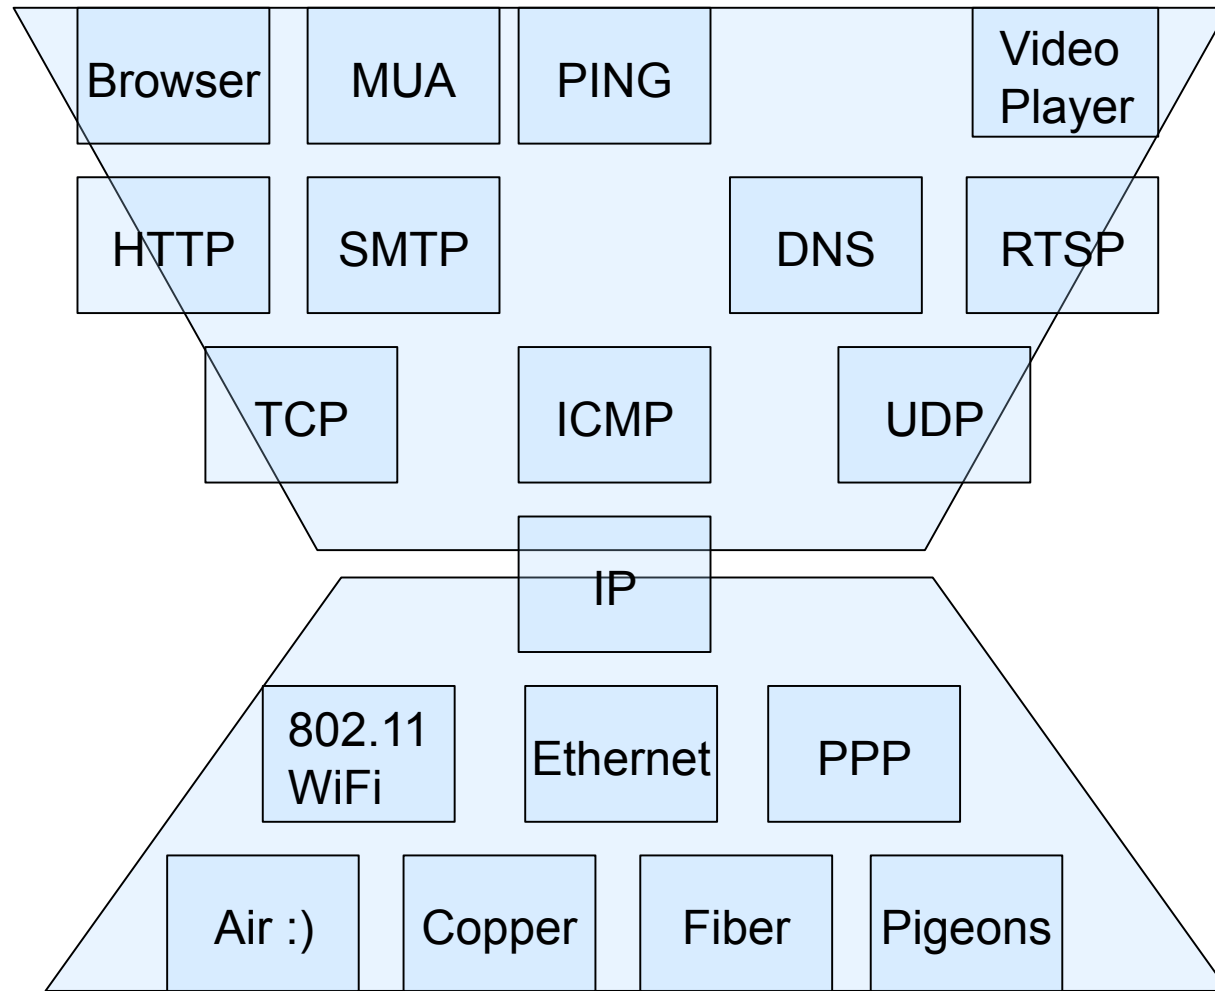 Browser
MUA
PING
Video
Player
HTTP
SMTP
DNS
RTSP
TCP
ICMP
UDP
IP
802.11
WiFi
Ethernet
PPP
Air :)
Copper
Fiber
Pigeons